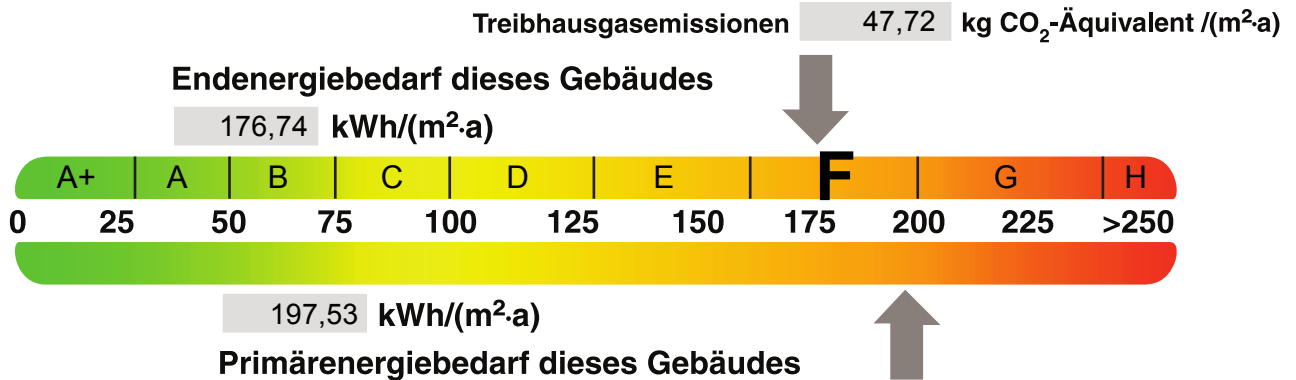 Treibhausgasemissionen 47,72 kg CO₂-Äquivalent /(m²·a)
Endenergiebedarf dieses Gebäudes
176,74 kWh/(m²·a)
A+ A B C D E F G H
0 25 50 75 100 125 150 175 200 225 >250
197,53 kWh/(m²·a)
Primärenergiebedarf dieses Gebäudes